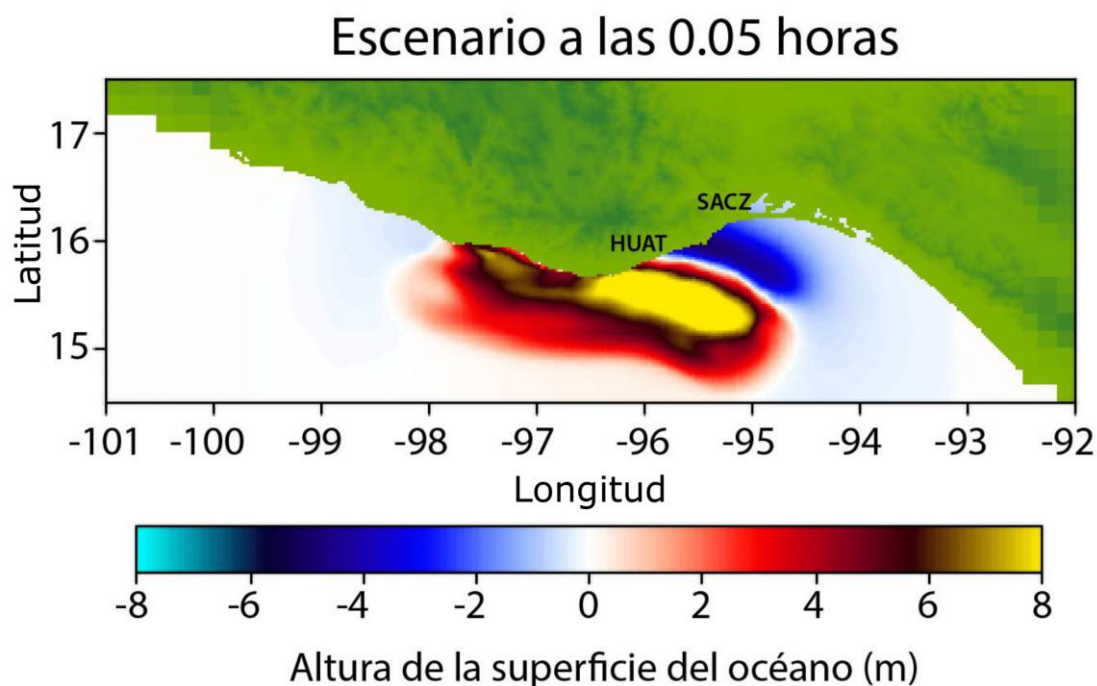 Escenario a las 0.05 horas
Latitud
17
16
15
SACZ
HUAT
-101 -100 -99 -98 -97 -96 -95 -94 -93 -92
Longitud
-8 -6 -4 -2 0 2 4 6 8
Altura de la superficie del océano (m)